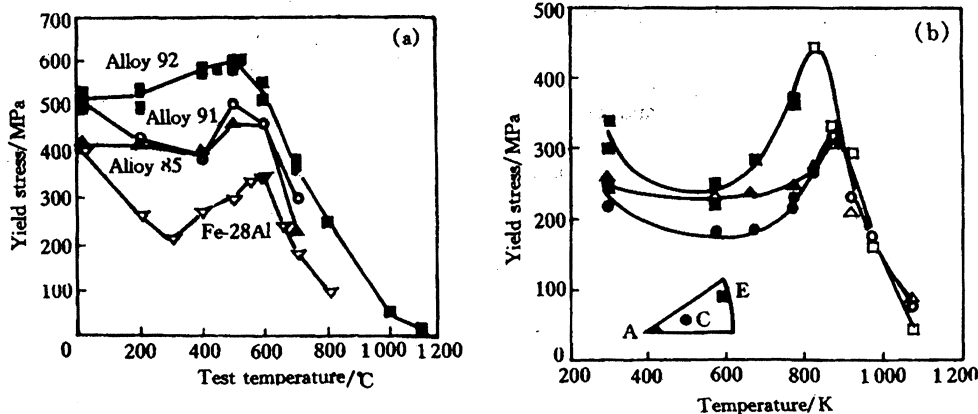 (a)
Yield stress/MPa
700
600
500
400
300
200
100
0
Alloy 92
Alloy 91
Alloy 85
Fe-28Al
0 200 400 600 800 1 000 1 200
Test temperature/℃
(b)
Yield stress/MPa
500
400
300
200
100
0
E
C
A
200 400 600 800 1 000 1 200
Temperature/K